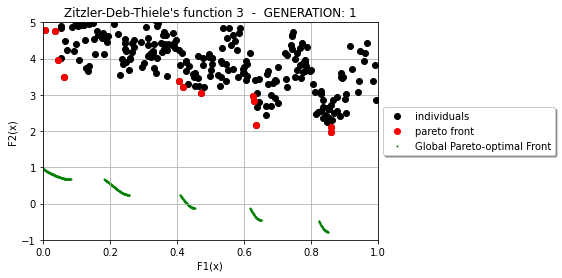 Zitzler-Deb-Thiele's function 3 - GENERATION: 1
5
4
3
2
1
0
−1
F2(x)
0.0 0.2 0.4 0.6 0.8 1.0
F1(x)
individuals
pareto front
Global Pareto-optimal Front